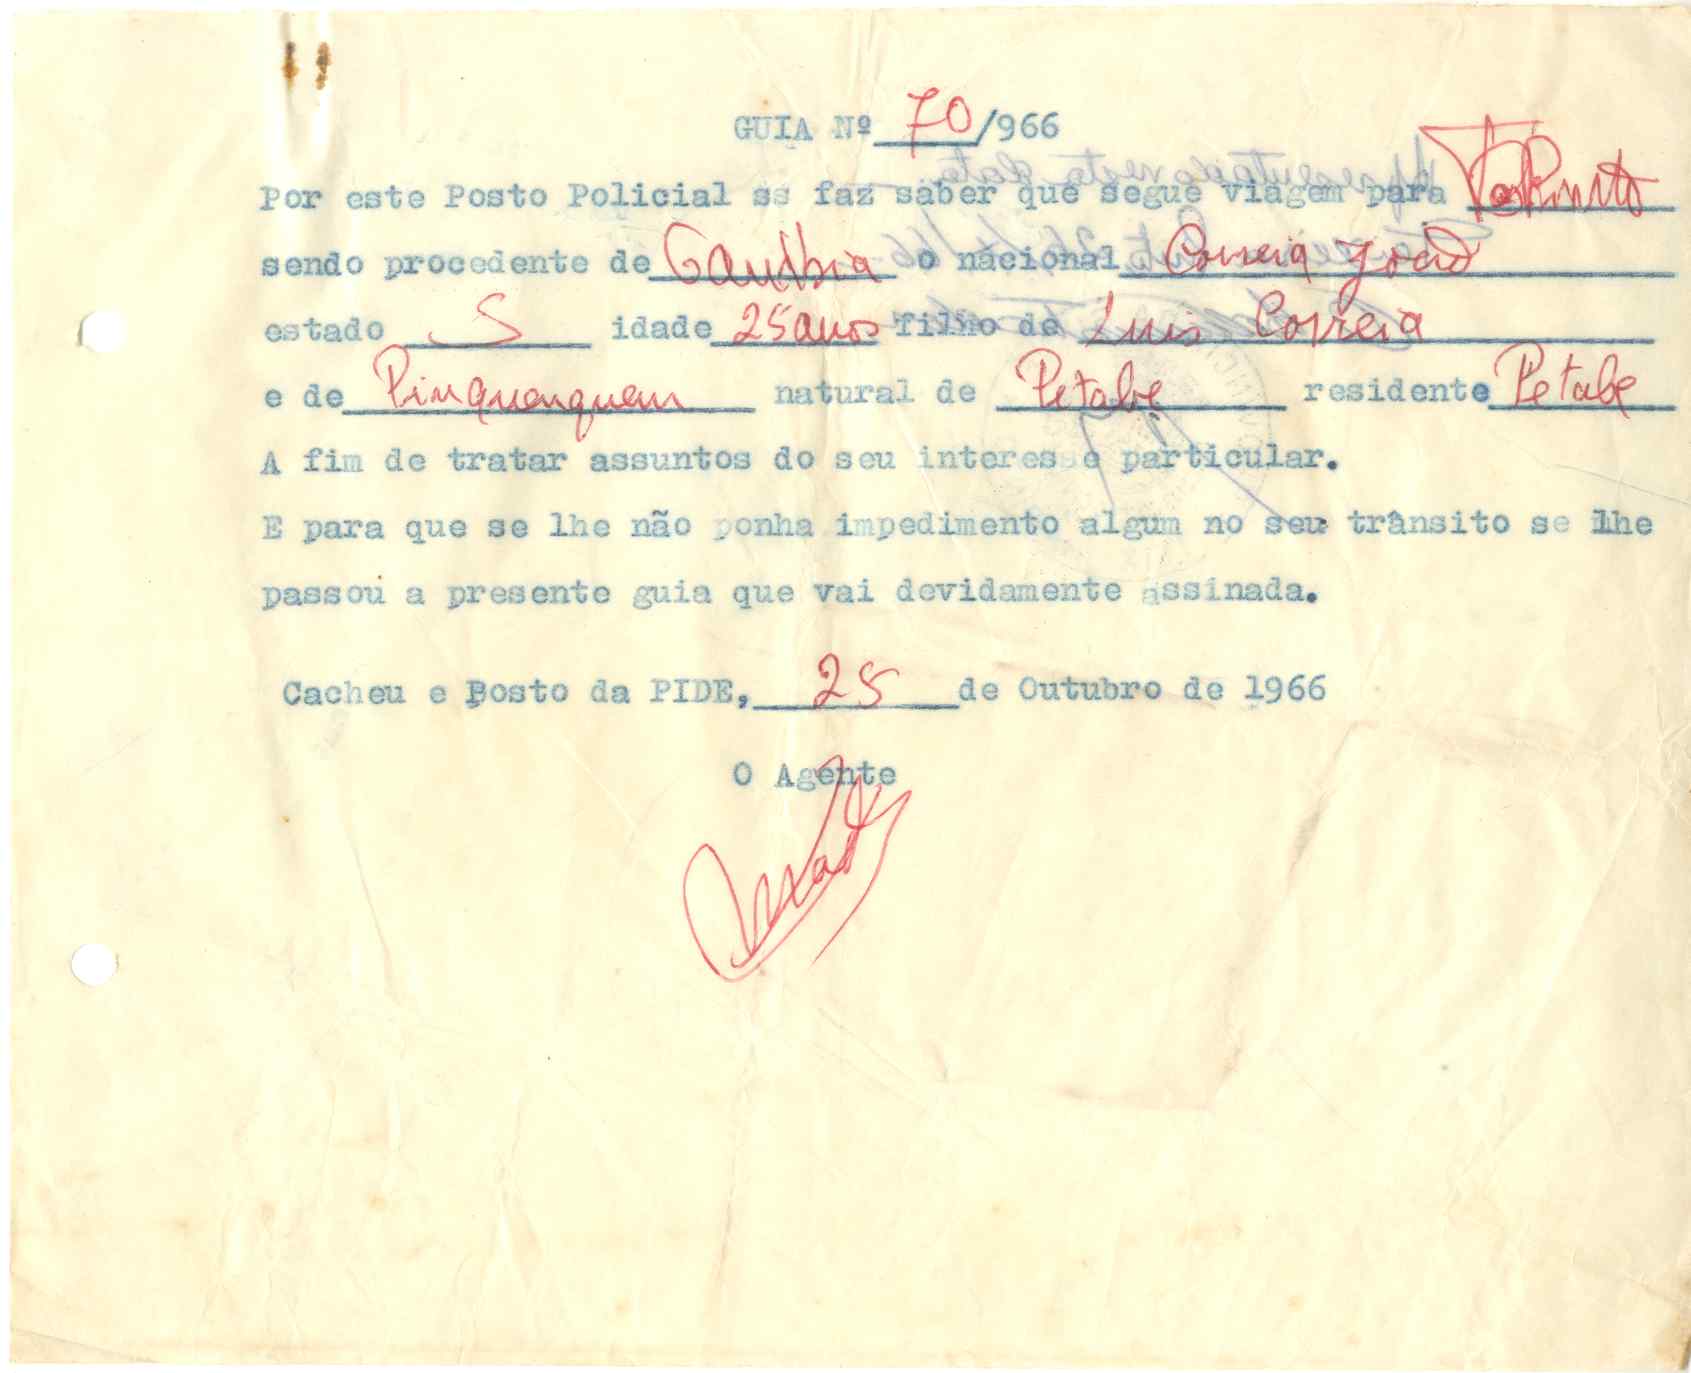 GUIA Nº 70/966
Por este Posto Policial se faz saber que segue viagem para T. Pinto
sendo procedente de Gambia o nacional Correia João
estado S idade 25 anos filho de Luis Correia
e de Pinquenquem natural de Petabe residente Petabe
A fim de tratar assuntos do seu interesse particular.
E para que se lhe não ponha impedimento algum no seu trânsito se lhe
passou a presente guia que vai devidamente assinada.
Cacheu e Posto da PIDE, 25 de Outubro de 1966
O Agente